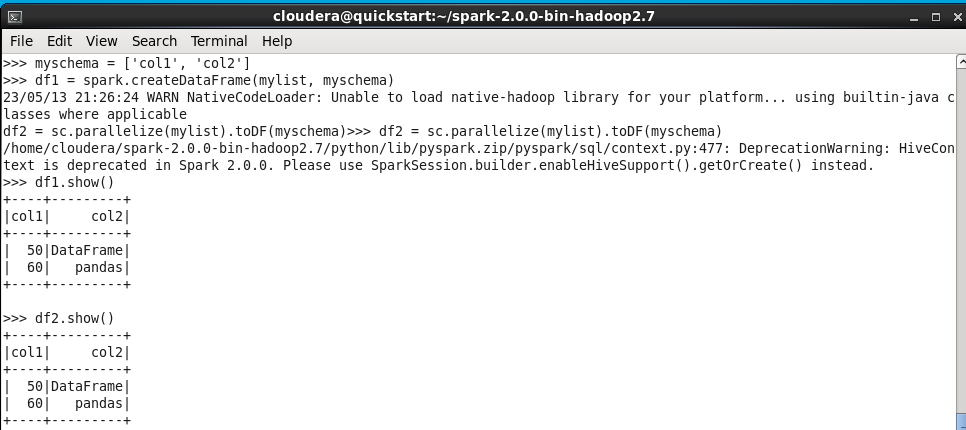 cloudera@quickstart:~/spark-2.0.0-bin-hadoop2.7
File Edit View Search Terminal Help
>>> myschema = ['col1', 'col2']
>>> df1 = spark.createDataFrame(mylist, myschema)
23/05/13 21:26:24 WARN NativeCodeLoader: Unable to load native-hadoop library for your platform... using builtin-java c
lasses where applicable
df2 = sc.parallelize(mylist).toDF(myschema)>>> df2 = sc.parallelize(mylist).toDF(myschema)
/home/cloudera/spark-2.0.0-bin-hadoop2.7/python/lib/pyspark.zip/pyspark/sql/context.py:477: DeprecationWarning: HiveCon
text is deprecated in Spark 2.0.0. Please use SparkSession.builder.enableHiveSupport().getOrCreate() instead.
>>> df1.show()
+----+---------+
|col1|     col2|
+----+---------+
|  50|DataFrame|
|  60|   pandas|
+----+---------+

>>> df2.show()
+----+---------+
|col1|     col2|
+----+---------+
|  50|DataFrame|
|  60|   pandas|
+----+---------+